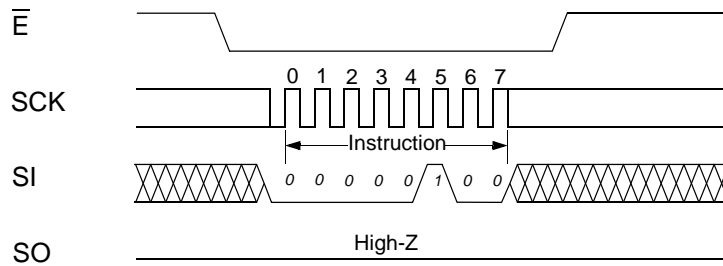 E̅
0 1 2 3 4 5 6 7
SCK
Instruction
SI 0 0 0 0 0 1 0 0
High-Z
SO